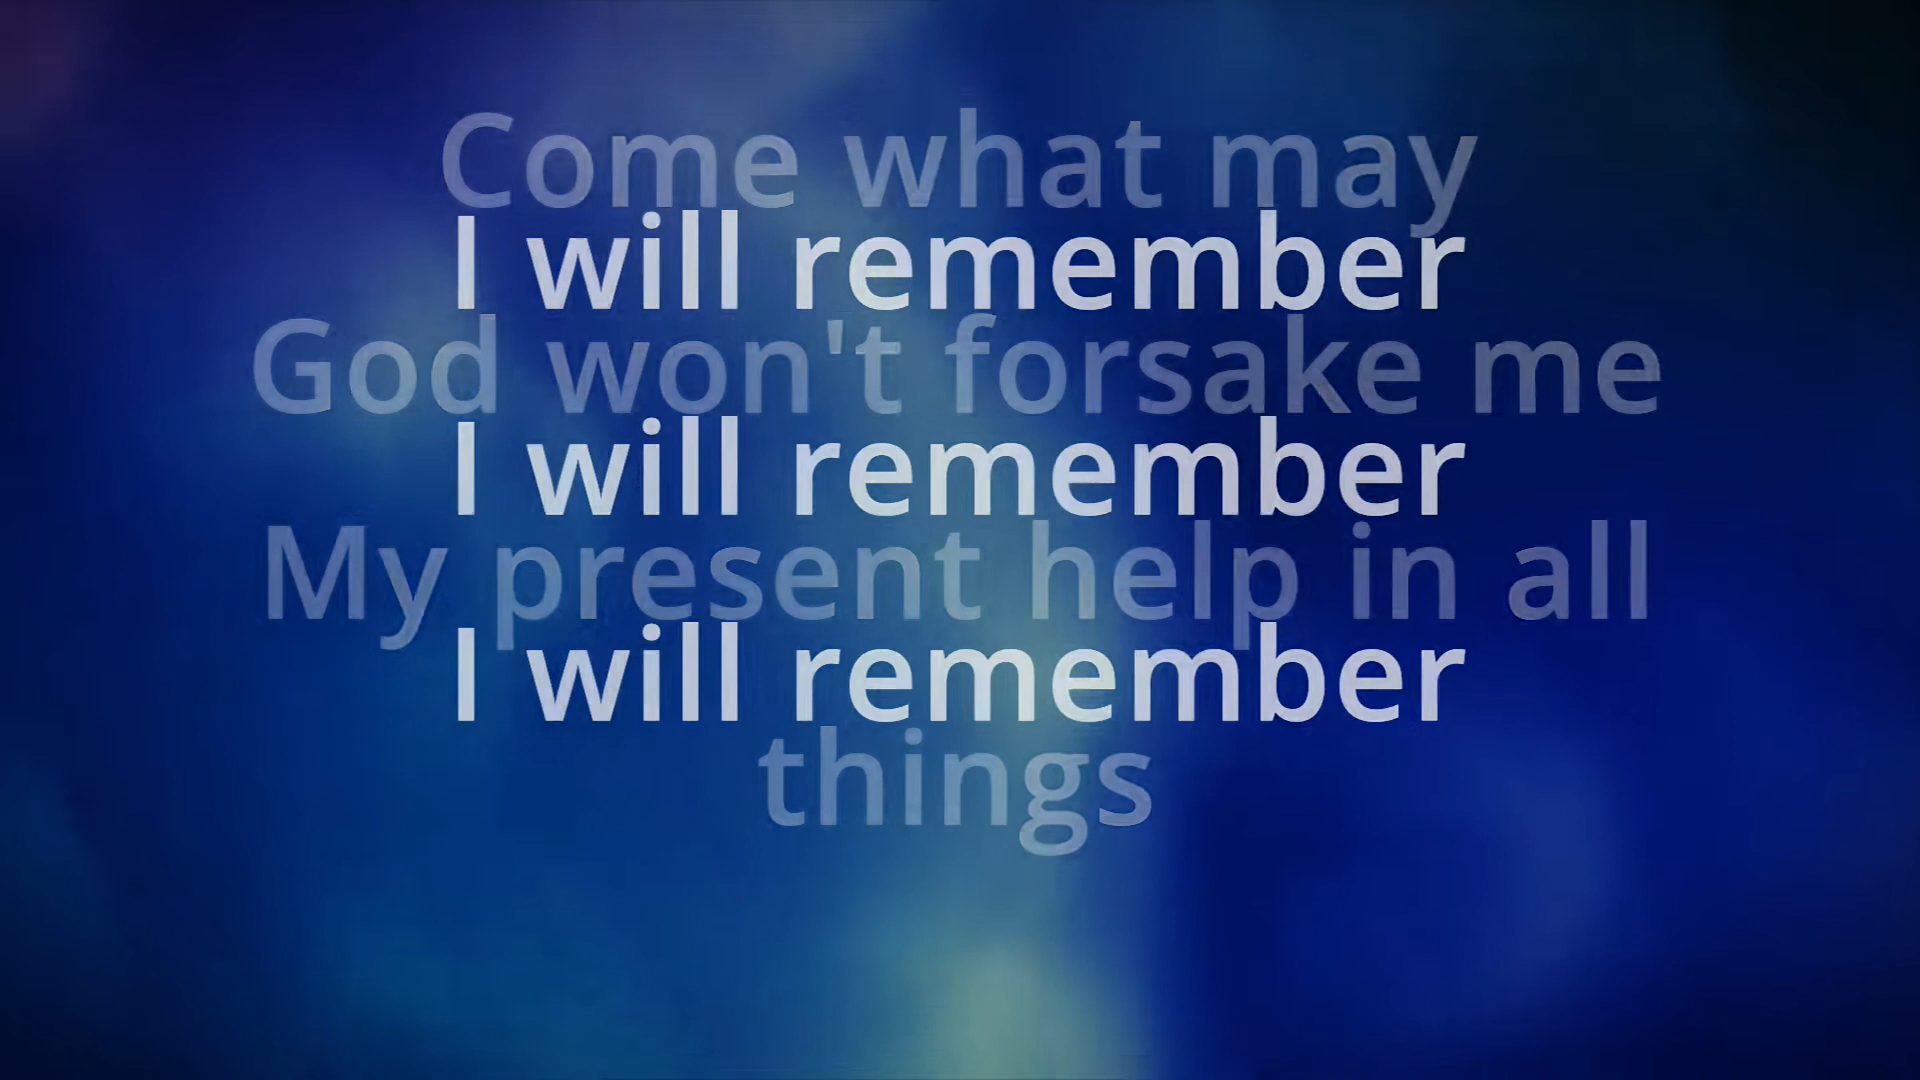 Come what may
I will remember
God won't forsake me
I will remember
My present help in all
I will remember
things